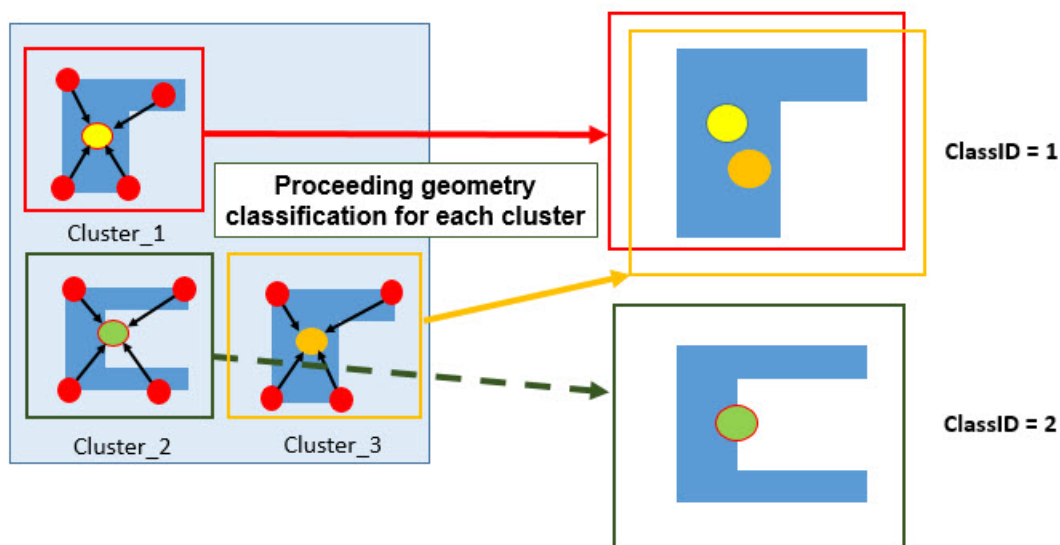 Cluster_1
Proceeding geometry
classification for each cluster
ClassID = 1
Cluster_2
Cluster_3
ClassID = 2